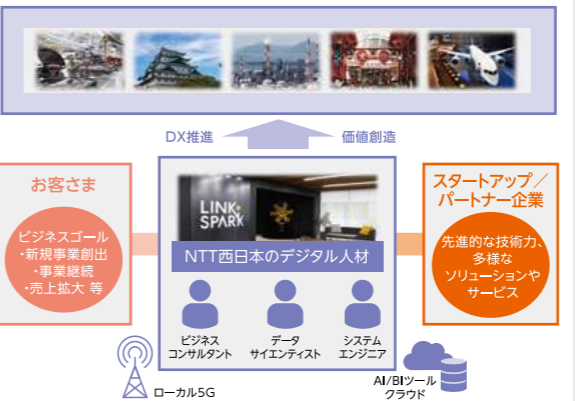 DX推進
価値創造
お客さま
ビジネスゴール
・新規事業創出
・事業継続
・売上拡大 等
LINK
SPARK
NTT西日本のデジタル人材
ビジネス
コンサルタント
データ
サイエンティスト
システム
エンジニア
スタートアップ／
パートナー企業
先進的な技術力、
多様な
ソリューションや
サービス
ローカル5G
AI/BIツール
クラウド